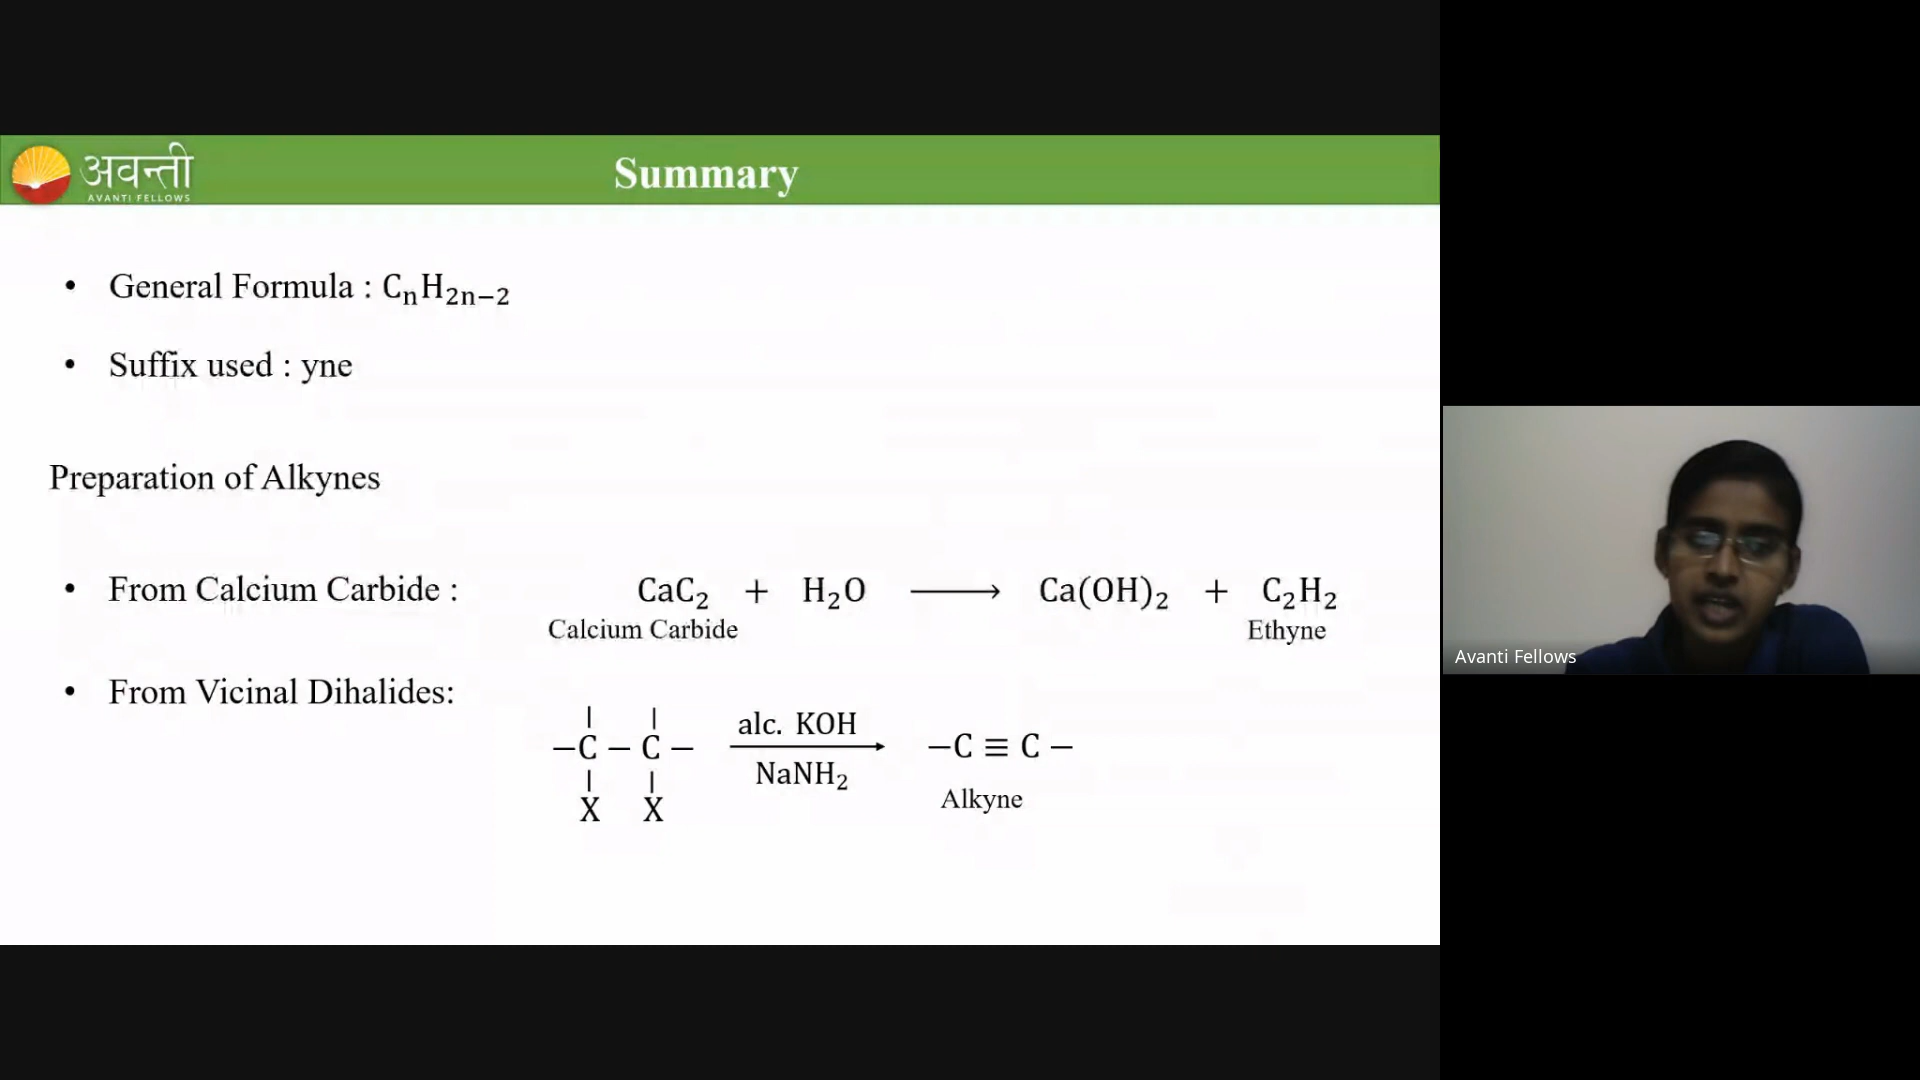 अवन्ती
AVANTI FELLOWS
Summary
• General Formula : CₙH₂ₙ₋₂
• Suffix used : yne
Preparation of Alkynes
• From Calcium Carbide : CaC₂ + H₂O ⟶ Ca(OH)₂ + C₂H₂
Calcium Carbide Ethyne
• From Vicinal Dihalides:
alc. KOH
–C – C – –C ≡ C –
NaNH₂
X X
Alkyne
Avanti Fellows